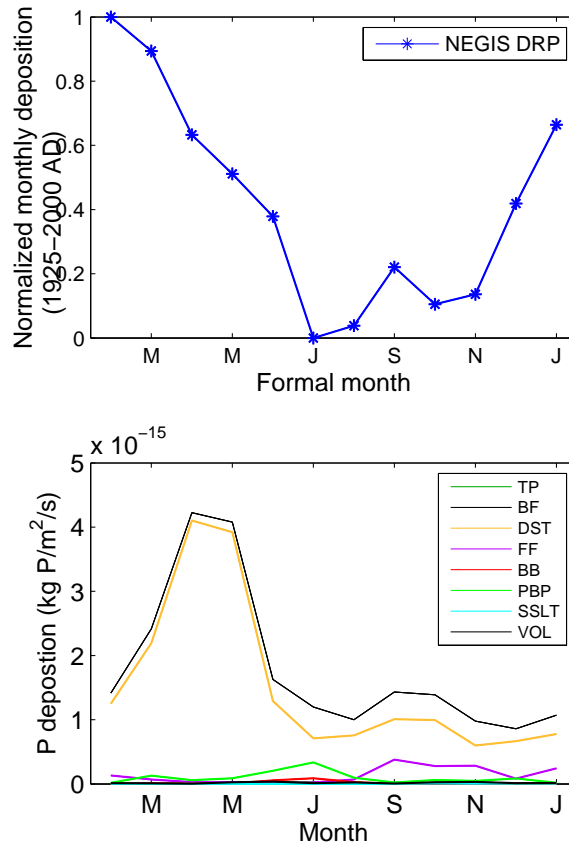 Normalized monthly deposition
(1925−2000 AD)
1
0.8
0.6
0.4
0.2
0
NEGIS DRP
M M J S N J
Formal month
x 10−15
P depostion (kg P/m2/s)
5
4
3
2
1
0
TP
BF
DST
FF
BB
PBP
SSLT
VOL
M M J S N J
Month